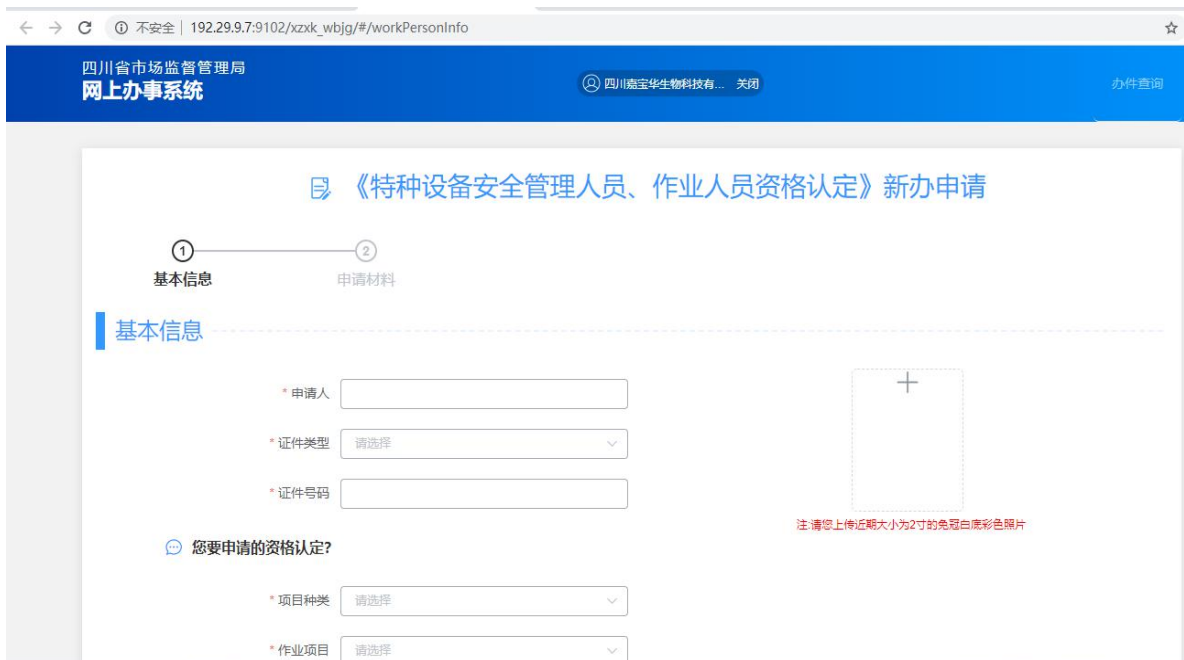 不安全 | 192.29.9.7:9102/xzxk_wbjg/#/workPersonInfo
四川省市场监督管理局
网上办事系统
四川嘉宝华生物科技有... 关闭
办件查询
《特种设备安全管理人员、作业人员资格认定》新办申请
1
2
基本信息
申请材料
基本信息
* 申请人
* 证件类型 请选择
* 证件号码
注:请您上传近期大小为2寸的免冠白底彩色照片
您要申请的资格认定?
* 项目种类 请选择
* 作业项目 请选择